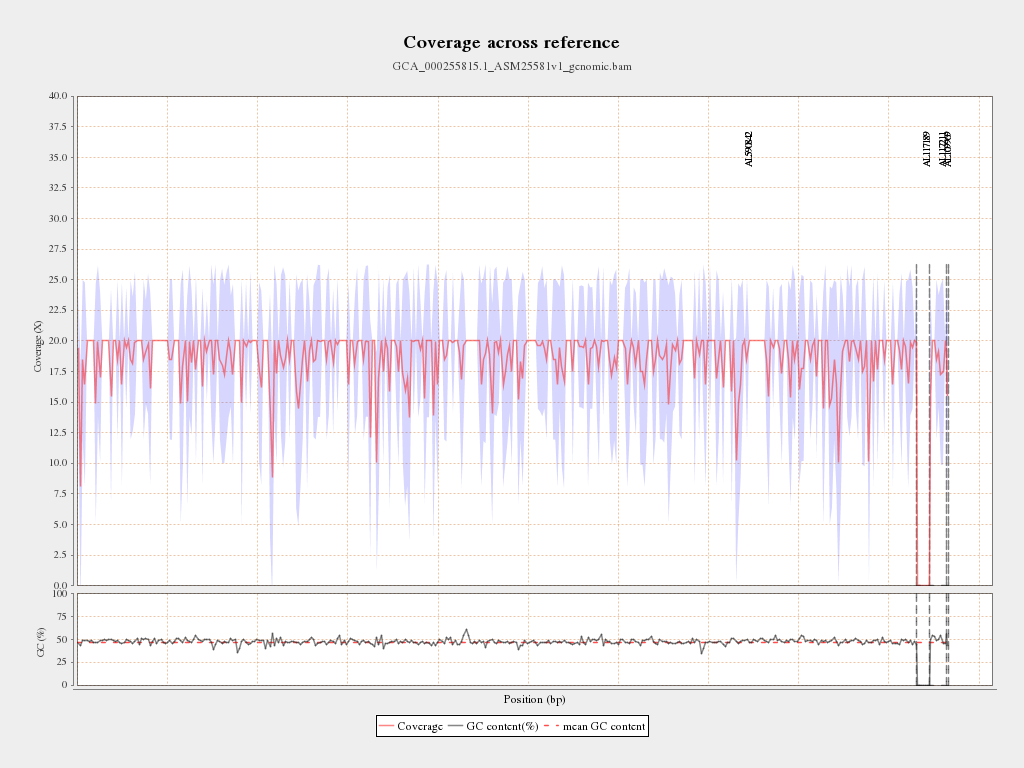 Coverage across reference
GCA_000255815.1_ASM25581v1_genomic.bam
40.0
37.5
35.0
32.5
30.0
27.5
25.0
22.5
20.0
17.5
15.0
12.5
10.0
7.5
5.0
2.5
0.0
Coverage (X)
AL590842
AL117189
AL117211
AL109969
100
75
50
25
0
GC (%)
Position (bp)
Coverage GC content(%) mean GC content